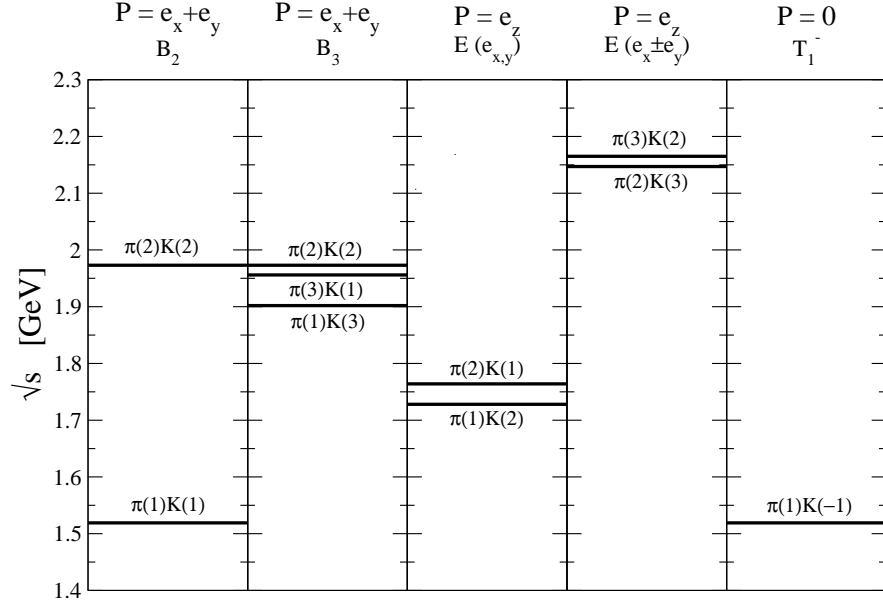 P = e_x+e_y P = e_x+e_y P = e_z P = e_z P = 0
B_2 B_3 E (e_{x,y}) E (e_x±e_y) T_1^-
2.3
2.2
2.1
2
1.9
1.8
1.7
1.6
1.5
1.4
√s [GeV]
π(2)K(2)
π(1)K(1)
π(2)K(2)
π(3)K(1)
π(1)K(3)
π(2)K(1)
π(1)K(2)
π(3)K(2)
π(2)K(3)
π(1)K(−1)